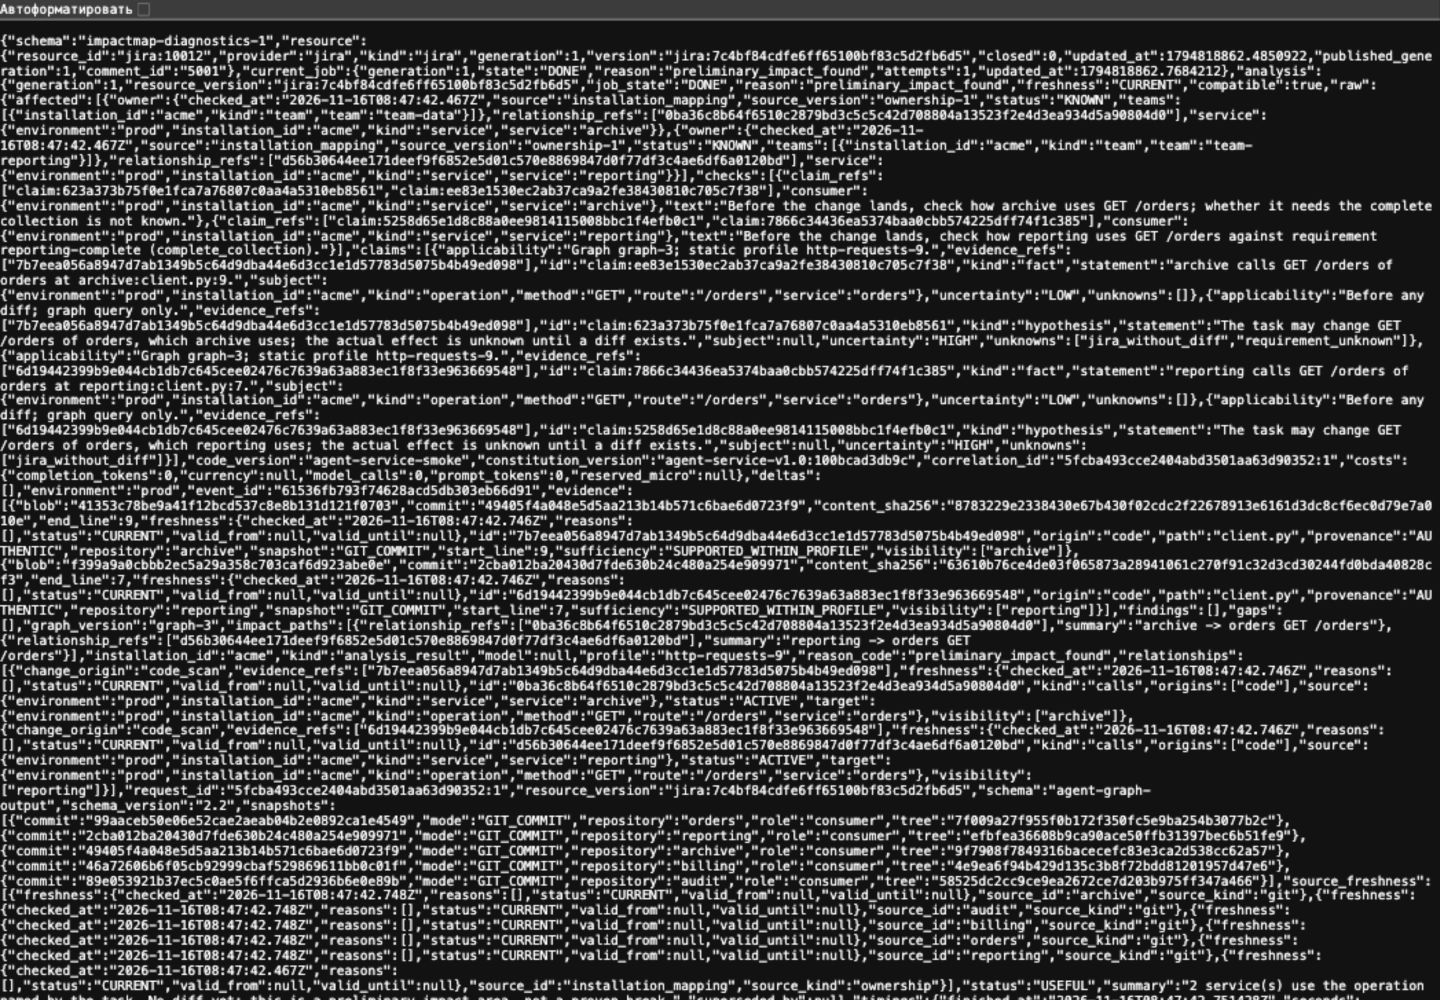 Автоформатировать
{"schema":"impactmap-diagnostics-1","resource":
{"resource_id":"jira:10012","provider":"jira","kind":"jira","generation":1,"version":"jira:7c4bf84cdfe6ff65100bf83c5d2fb6d5","closed":0,"updated_at":1794818862.4850922,"published_gene
ration":1,"comment_id":"5001"},"current_job":{"generation":1,"state":"DONE","reason":"preliminary_impact_found","attempts":1,"updated_at":1794818862.7684212},"analysis":
{"generation":1,"resource_version":"jira:7c4bf84cdfe6ff65100bf83c5d2fb6d5","job_state":"DONE","reason":"preliminary_impact_found","freshness":"CURRENT","compatible":true,"raw":
{"affected":[{"owner":{"checked_at":"2026-11-16T08:47:42.467Z","source":"installation_mapping","source_version":"ownership-1","status":"KNOWN","teams":
[{"installation_id":"acme","kind":"team","team":"team-data"}]},"relationship_refs":["0ba36c8b64f6510c2879bd3c5c5c42d708804a13523f2e4d3ea934d5a90804d0"],"service":
{"environment":"prod","installation_id":"acme","kind":"service","service":"archive"}},{"owner":{"checked_at":"2026-11-
16T08:47:42.467Z","source":"installation_mapping","source_version":"ownership-1","status":"KNOWN","teams":[{"installation_id":"acme","kind":"team","team":"team-
reporting"}]},"relationship_refs":["d56b30644ee171deef9f6852e5d01c570e8869847d0f77df3c4ae6df6a0120bd"],"service":
{"environment":"prod","installation_id":"acme","kind":"service","service":"reporting"}}],"checks":[{"claim_refs":
["claim:623a373b75f0e1fca7a76807c0aa4a5310eb8561","claim:ee83e1530ec2ab37ca9a2fe38430810c705c7f38"],"consumer":
{"environment":"prod","installation_id":"acme","kind":"service","service":"archive"},"text":"Before the change lands, check how archive uses GET /orders; whether it needs the complete
collection is not known."},{"claim_refs":["claim:5258d65e1d8c88a0ee9814115008bbc1f4efb0c1","claim:7866c34436ea5374baa0cbb574225dff74f1c385"],"consumer":
{"environment":"prod","installation_id":"acme","kind":"service","service":"reporting"},"text":"Before the change lands, check how reporting uses GET /orders against requirement
reporting-complete (complete_collection)."}],"claims":[{"applicability":"Graph graph-3; static profile http-requests-9.","evidence_refs":
["7b7eea056a8947d7ab1349b5c64d9dba44e6d3cc1e1d57783d5075b4b49ed098"],"id":"claim:ee83e1530ec2ab37ca9a2fe38430810c705c7f38","kind":"fact","statement":"archive calls GET /orders of
orders at archive:client.py:9.","subject":
{"environment":"prod","installation_id":"acme","kind":"operation","method":"GET","route":"/orders","service":"orders"},"uncertainty":"LOW","unknowns":[]},{"applicability":"Before any
diff; graph query only.","evidence_refs":
["7b7eea056a8947d7ab1349b5c64d9dba44e6d3cc1e1d57783d5075b4b49ed098"],"id":"claim:623a373b75f0e1fca7a76807c0aa4a5310eb8561","kind":"hypothesis","statement":"The task may change GET
/orders of orders, which archive uses; the actual effect is unknown until a diff exists.","subject":null,"uncertainty":"HIGH","unknowns":["jira_without_diff","requirement_unknown"]},
{"applicability":"Graph graph-3; static profile http-requests-9.","evidence_refs":
["6d19442399b9e044cb1db7c645cee02476c7639a63a883ec1f8f33e963669548"],"id":"claim:7866c34436ea5374baa0cbb574225dff74f1c385","kind":"fact","statement":"reporting calls GET /orders of
orders at reporting:client.py:7.","subject":
{"environment":"prod","installation_id":"acme","kind":"operation","method":"GET","route":"/orders","service":"orders"},"uncertainty":"LOW","unknowns":[]},{"applicability":"Before any
diff; graph query only.","evidence_refs":
["6d19442399b9e044cb1db7c645cee02476c7639a63a883ec1f8f33e963669548"],"id":"claim:5258d65e1d8c88a0ee9814115008bbc1f4efb0c1","kind":"hypothesis","statement":"The task may change GET
/orders of orders, which reporting uses; the actual effect is unknown until a diff exists.","subject":null,"uncertainty":"HIGH","unknowns":
["jira_without_diff"]}],"code_version":"agent-service-smoke","constitution_version":"agent-service-v1.0:100bcad3db9c","correlation_id":"5fcba493cce2404abd3501aa63d90352:1","costs":
{"completion_tokens":0,"currency":null,"model_calls":0,"prompt_tokens":0,"reserved_micro":null},"deltas":
[],"environment":"prod","event_id":"61536fb793f74628acd5db303eb66d91","evidence":
[{"blob":"41353c78be9a41f12bcd537c8e8b131d121f0703","commit":"49405f4a048e5d5aa213b14b571c6bae6d0723f9","content_sha256":"8783229e2338430e67b430f02cdc2f22678913e6161d3dc8cf6ec0d79e7a0
10e","end_line":9,"freshness":{"checked_at":"2026-11-16T08:47:42.746Z","reasons":
[],"status":"CURRENT","valid_from":null,"valid_until":null},"id":"7b7eea056a8947d7ab1349b5c64d9dba44e6d3cc1e1d57783d5075b4b49ed098","origin":"code","path":"client.py","provenance":"AU
THENTIC","repository":"archive","snapshot":"GIT_COMMIT","start_line":9,"sufficiency":"SUPPORTED_WITHIN_PROFILE","visibility":["archive"]},
{"blob":"f399a9a0cbbb2ec5a29a358c703caf6d923abe0e","commit":"2cba012ba20430d7fde630b24c480a254e909971","content_sha256":"63610b76ce4de03f065873a28941061c270f91c32d3cd30244fd0bda40828c
f3","end_line":7,"freshness":{"checked_at":"2026-11-16T08:47:42.746Z","reasons":
[],"status":"CURRENT","valid_from":null,"valid_until":null},"id":"6d19442399b9e044cb1db7c645cee02476c7639a63a883ec1f8f33e963669548","origin":"code","path":"client.py","provenance":"AU
THENTIC","repository":"reporting","snapshot":"GIT_COMMIT","start_line":7,"sufficiency":"SUPPORTED_WITHIN_PROFILE","visibility":["reporting"]}],"findings":[],"gaps":
[],"graph_version":"graph-3","impact_paths":[{"relationship_refs":["0ba36c8b64f6510c2879bd3c5c5c42d708804a13523f2e4d3ea934d5a90804d0"],"summary":"archive -> orders GET /orders"},
{"relationship_refs":["d56b30644ee171deef9f6852e5d01c570e8869847d0f77df3c4ae6df6a0120bd"],"summary":"reporting -> orders GET
/orders"}],"installation_id":"acme","kind":"analysis_result","model":null,"profile":"http-requests-9","reason_code":"preliminary_impact_found","relationships":
[{"change_origin":"code_scan","evidence_refs":["7b7eea056a8947d7ab1349b5c64d9dba44e6d3cc1e1d57783d5075b4b49ed098"],"freshness":{"checked_at":"2026-11-16T08:47:42.746Z","reasons":
[],"status":"CURRENT","valid_from":null,"valid_until":null},"id":"0ba36c8b64f6510c2879bd3c5c5c42d708804a13523f2e4d3ea934d5a90804d0","kind":"calls","origins":["code"],"source":
{"environment":"prod","installation_id":"acme","kind":"service","service":"archive"},"status":"ACTIVE","target":
{"environment":"prod","installation_id":"acme","kind":"operation","method":"GET","route":"/orders","service":"orders"},"visibility":["archive"]},
{"change_origin":"code_scan","evidence_refs":["6d19442399b9e044cb1db7c645cee02476c7639a63a883ec1f8f33e963669548"],"freshness":{"checked_at":"2026-11-16T08:47:42.746Z","reasons":
[],"status":"CURRENT","valid_from":null,"valid_until":null},"id":"d56b30644ee171deef9f6852e5d01c570e8869847d0f77df3c4ae6df6a0120bd","kind":"calls","origins":["code"],"source":
{"environment":"prod","installation_id":"acme","kind":"service","service":"reporting"},"status":"ACTIVE","target":
{"environment":"prod","installation_id":"acme","kind":"operation","method":"GET","route":"/orders","service":"orders"},"visibility":
["reporting"]}],"request_id":"5fcba493cce2404abd3501aa63d90352:1","resource_version":"jira:7c4bf84cdfe6ff65100bf83c5d2fb6d5","schema":"agent-graph-
output","schema_version":"2.2","snapshots":
[{"commit":"99aaceb50e06e52cae2aeab04b2e0892ca1e4549","mode":"GIT_COMMIT","repository":"orders","role":"consumer","tree":"7f009a27f955f0b172f350fc5e9ba254b3077b2c"},
{"commit":"2cba012ba20430d7fde630b24c480a254e909971","mode":"GIT_COMMIT","repository":"reporting","role":"consumer","tree":"efbfea36608b9ca90ace50ffb31397bec6b51fe9"},
{"commit":"49405f4a048e5d5aa213b14b571c6bae6d0723f9","mode":"GIT_COMMIT","repository":"archive","role":"consumer","tree":"9f7908f7849316bacecefc83e3ca2d538cc62a57"},
{"commit":"46a72606b6f05cb92999cbaf529869611bb0c01f","mode":"GIT_COMMIT","repository":"billing","role":"consumer","tree":"4e9ea6f94b429d135c3b8f72bdd81201957d47e6"},
{"commit":"89e053921b37ec5c0ae5f6ffca5d2936b6e0e89b","mode":"GIT_COMMIT","repository":"audit","role":"consumer","tree":"58525dc2cc9ce9ea2672ce7d203b975ff347a466"}],"source_freshness":
[{"freshness":{"checked_at":"2026-11-16T08:47:42.748Z","reasons":[],"status":"CURRENT","valid_from":null,"valid_until":null},"source_id":"archive","source_kind":"git"},{"freshness":
{"checked_at":"2026-11-16T08:47:42.748Z","reasons":[],"status":"CURRENT","valid_from":null,"valid_until":null},"source_id":"audit","source_kind":"git"},{"freshness":
{"checked_at":"2026-11-16T08:47:42.748Z","reasons":[],"status":"CURRENT","valid_from":null,"valid_until":null},"source_id":"billing","source_kind":"git"},{"freshness":
{"checked_at":"2026-11-16T08:47:42.748Z","reasons":[],"status":"CURRENT","valid_from":null,"valid_until":null},"source_id":"orders","source_kind":"git"},{"freshness":
{"checked_at":"2026-11-16T08:47:42.748Z","reasons":[],"status":"CURRENT","valid_from":null,"valid_until":null},"source_id":"reporting","source_kind":"git"},{"freshness":
{"checked_at":"2026-11-16T08:47:42.467Z","reasons":
[],"status":"CURRENT","valid_from":null,"valid_until":null},"source_id":"installation_mapping","source_kind":"ownership"}],"status":"USEFUL","summary":"2 service(s) use the operation